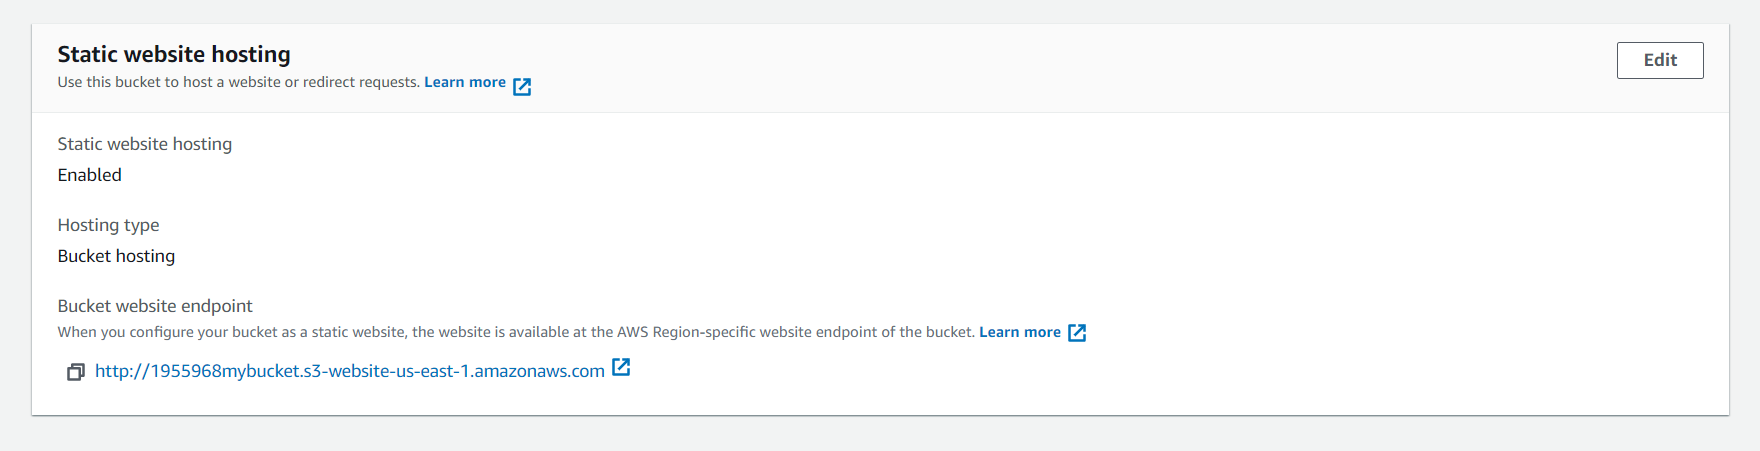 Static website hosting
Edit
Use this bucket to host a website or redirect requests. Learn more
Static website hosting
Enabled
Hosting type
Bucket hosting
Bucket website endpoint
When you configure your bucket as a static website, the website is available at the AWS Region-specific website endpoint of the bucket. Learn more
http://1955968mybucket.s3-website-us-east-1.amazonaws.com